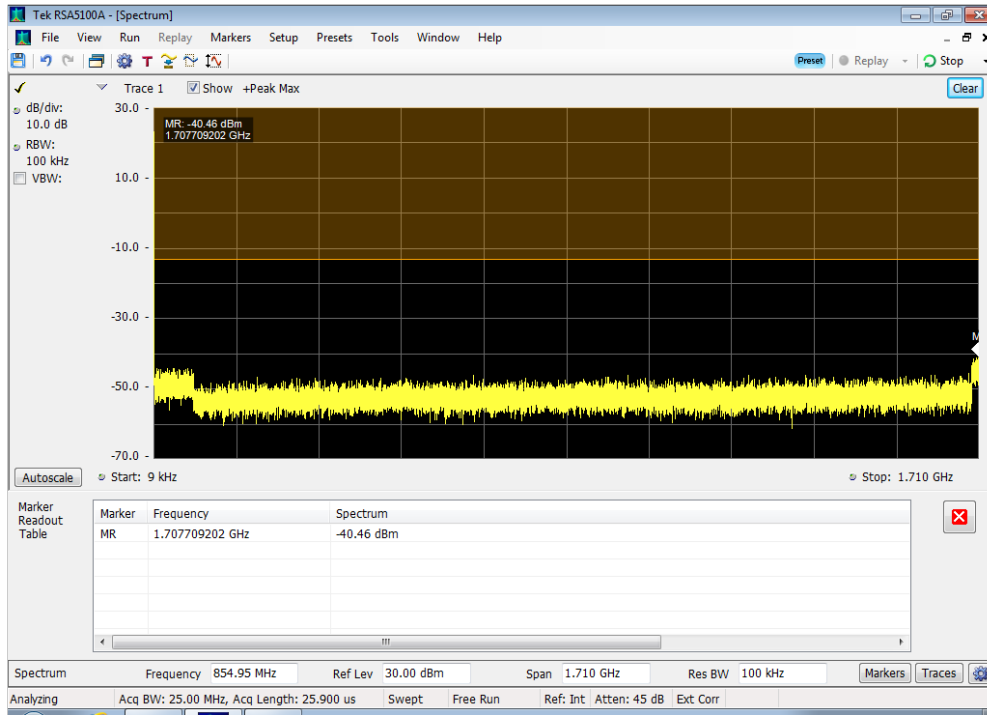 Tek RSA5100A - [Spectrum]
File View Run Replay Markers Setup Presets Tools Window Help
T Preset Replay Stop
Trace 1 Show +Peak Max Clear
dB/div:
10.0 dB
RBW:
100 kHz
VBW:
30.0
10.0
-10.0
-30.0
-50.0
-70.0
MR: -40.46 dBm
1.707709202 GHz
M
Autoscale Start: 9 kHz Stop: 1.710 GHz
Marker
Readout
Table
Marker Frequency Spectrum
MR 1.707709202 GHz -40.46 dBm
Spectrum Frequency 854.95 MHz Ref Lev 30.00 dBm Span 1.710 GHz Res BW 100 kHz Markers Traces
Analyzing Acq BW: 25.00 MHz, Acq Length: 25.900 us Swept Free Run Ref: Int Atten: 45 dB Ext Corr